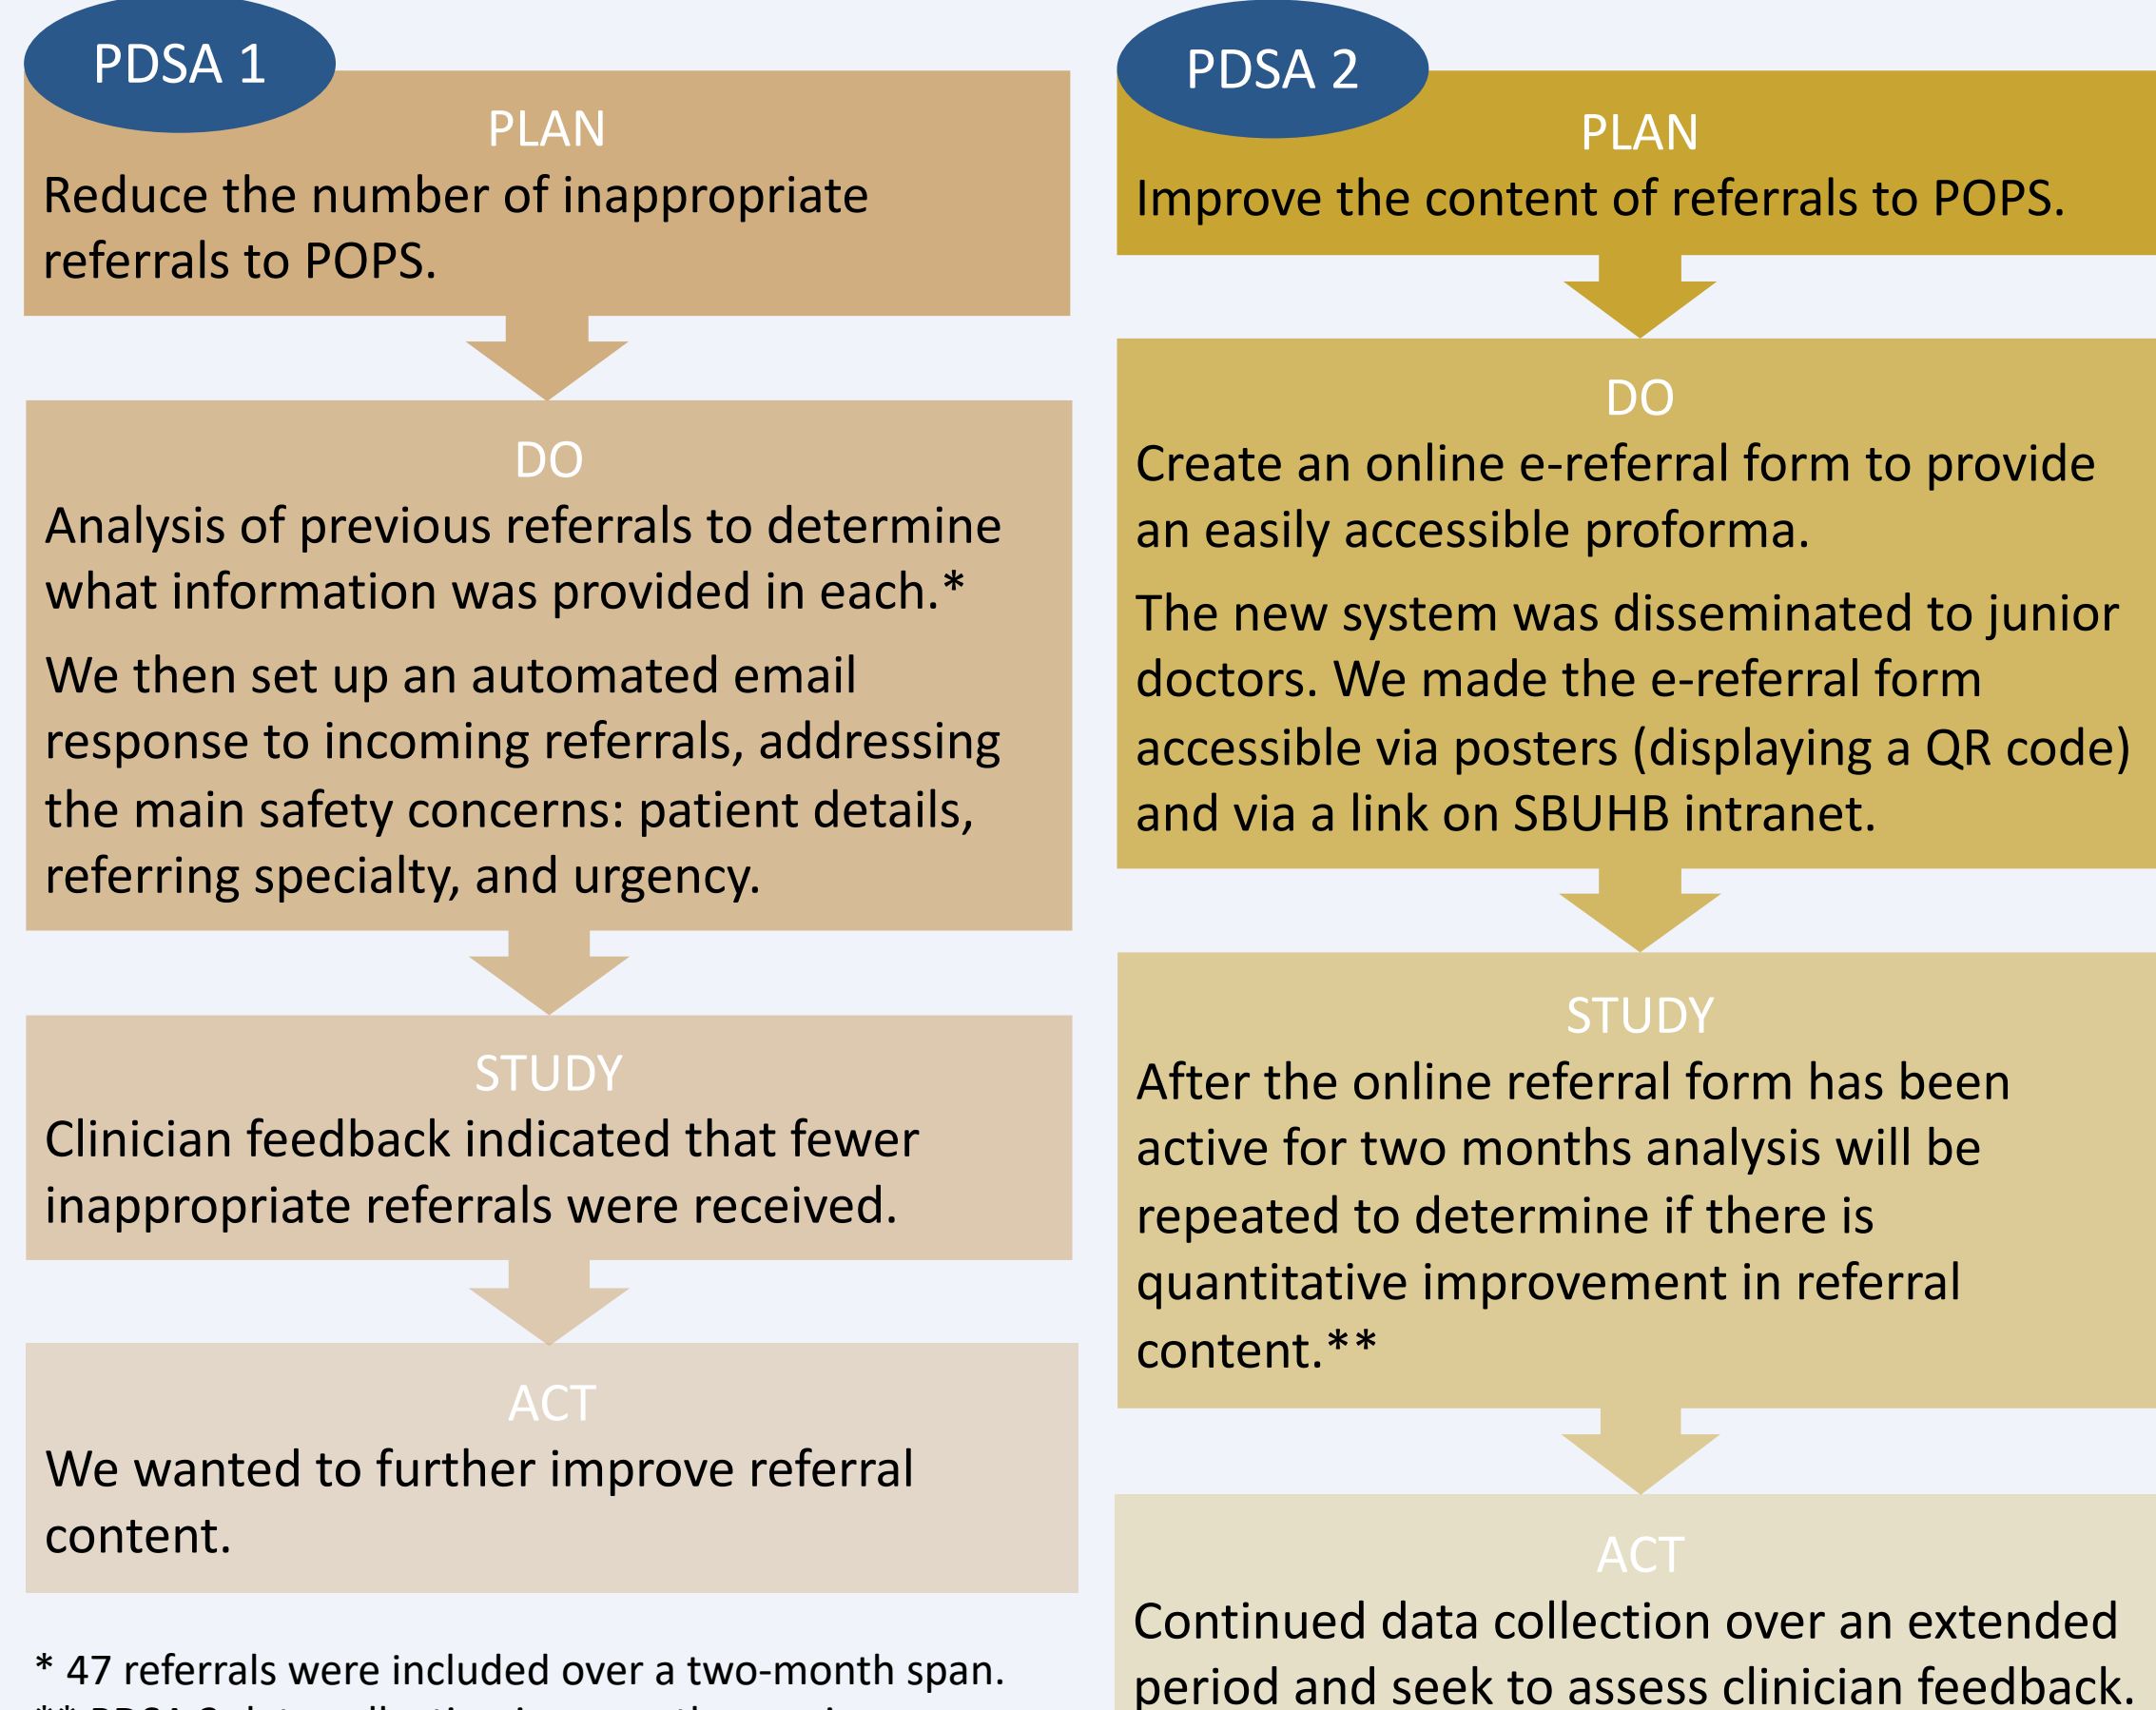 PDSA 1
PLAN
Reduce the number of inappropriate
referrals to POPS.
DO
Analysis of previous referrals to determine
what information was provided in each.*
We then set up an automated email
response to incoming referrals, addressing
the main safety concerns: patient details,
referring specialty, and urgency.
STUDY
Clinician feedback indicated that fewer
inappropriate referrals were received.
ACT
We wanted to further improve referral
content.
* 47 referrals were included over a two-month span.
PDSA 2
PLAN
Improve the content of referrals to POPS.
DO
Create an online e-referral form to provide
an easily accessible proforma.
The new system was disseminated to junior
doctors. We made the e-referral form
accessible via posters (displaying a QR code)
and via a link on SBUHB intranet.
STUDY
After the online referral form has been
active for two months analysis will be
repeated to determine if there is
quantitative improvement in referral
content.**
ACT
Continued data collection over an extended
period and seek to assess clinician feedback.